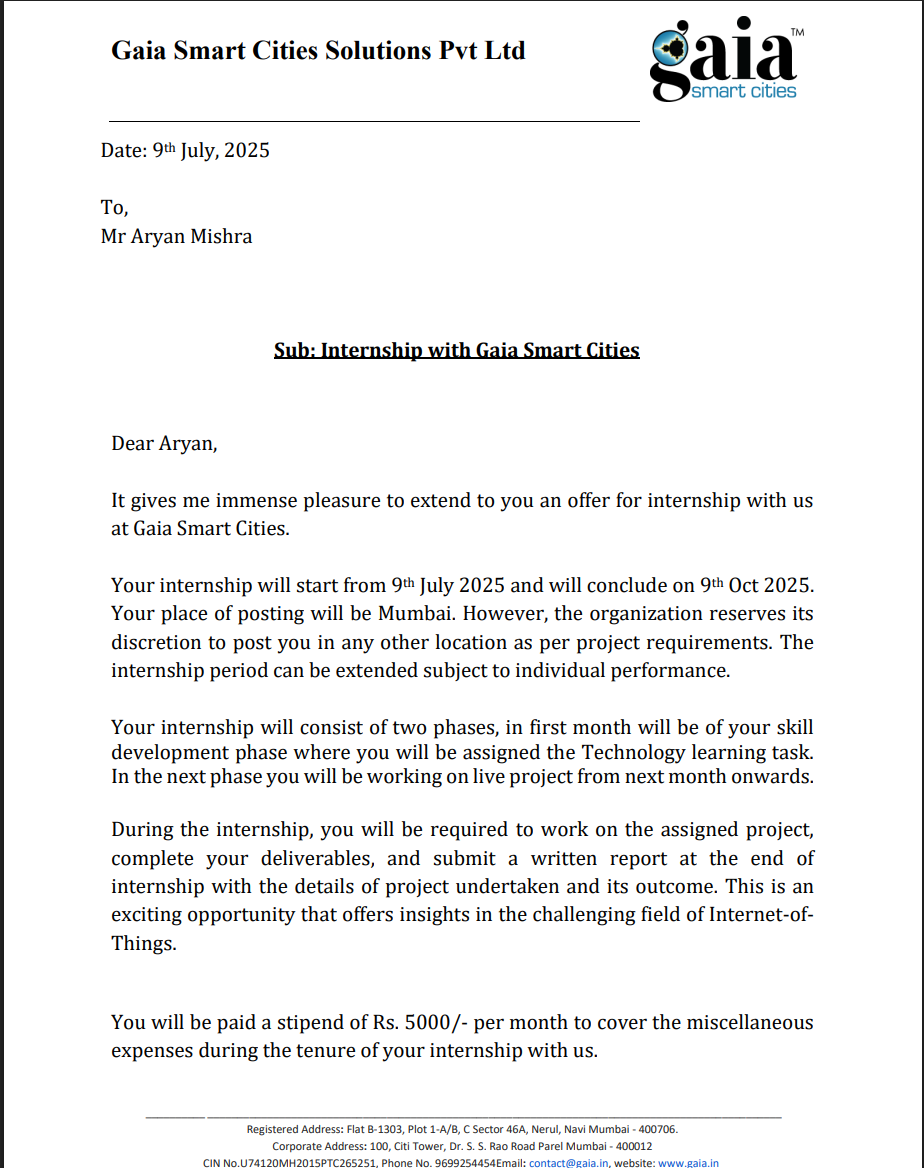 Gaia Smart Cities Solutions Pvt Ltd
gaia™
smart cities
Date: 9th July, 2025
To,
Mr Aryan Mishra
Sub: Internship with Gaia Smart Cities
Dear Aryan,
It gives me immense pleasure to extend to you an offer for internship with us
at Gaia Smart Cities.
Your internship will start from 9th July 2025 and will conclude on 9th Oct 2025.
Your place of posting will be Mumbai. However, the organization reserves its
discretion to post you in any other location as per project requirements. The
internship period can be extended subject to individual performance.
Your internship will consist of two phases, in first month will be of your skill
development phase where you will be assigned the Technology learning task.
In the next phase you will be working on live project from next month onwards.
During the internship, you will be required to work on the assigned project,
complete your deliverables, and submit a written report at the end of
internship with the details of project undertaken and its outcome. This is an
exciting opportunity that offers insights in the challenging field of Internet-of-
Things.
You will be paid a stipend of Rs. 5000/- per month to cover the miscellaneous
expenses during the tenure of your internship with us.
Registered Address: Flat B-1303, Plot 1-A/B, C Sector 46A, Nerul, Navi Mumbai - 400706.
Corporate Address: 100, Citi Tower, Dr. S. S. Rao Road Parel Mumbai - 400012
CIN No.U74120MH2015PTC265251, Phone No. 9699254454Email: contact@gaia.in, website: www.gaia.in